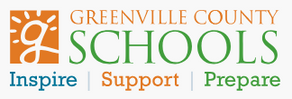 GREENVILLE COUNTY
SCHOOLS
Inspire | Support | Prepare